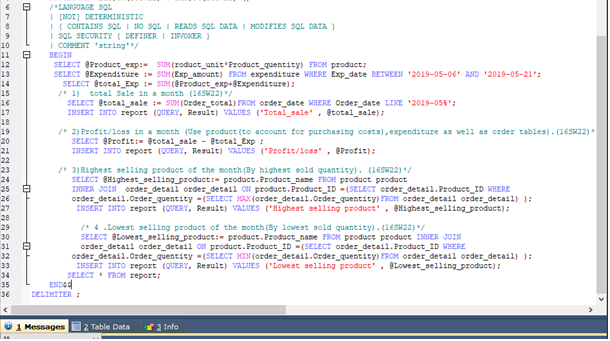 6 /*LANGUAGE SQL
7 | [NOT] DETERMINISTIC
8 | { CONTAINS SQL | NO SQL | READS SQL DATA | MODIFIES SQL DATA }
9 | SQL SECURITY { DEFINER | INVOKER }
10 | COMMENT 'string'*/
11 BEGIN
12 SELECT @Product_exp:= SUM(roduct_unit*Product_quentity) FROM product;
13 SELECT @Expenditure := SUM(Exp_amount) FROM expenditure WHERE Exp_date BETWEEN '2019-05-06' AND '2019-05-21';
14 SELECT @total_Exp := SUM(@Product_exp+@Expenditure);
15 /* 1) total Sale in a month (16SW22)*/
16 SELECT @total_sale := SUM(Order_total)FROM order_date WHERE Order_date LIKE '2019-05%';
17 INSERT INTO report (QUERY, Result) VALUES ('Total_sale' , @total_sale);
18
19 /* 2)Profit/loss in a month (Use product(to account for purchasing costs),expenditure as well as order tables).(16SW22)*
20 SELECT @Profit:= @total_sale - @total_Exp ;
21 INSERT INTO report (QUERY, Result) VALUES ('Profit/loss' , @Profit);
22
23 /* 3)Highest selling product of the month(By highest sold quantity). (16SW22)*/
24 SELECT @Highest_selling_product:= product.Product_name FROM product product
25 INNER JOIN order_detail order_detail ON product.Product_ID =(SELECT order_detail.Product_ID WHERE
26 order_detail.Order_quentity =(SELECT MAX(order_detail.Order_quentity)FROM order_detail order_detail) );
27 INSERT INTO report (QUERY, Result) VALUES ('Highest selling product' , @Highest_selling_product);
28
29 /* 4 .Lowest selling product of the month(By lowest sold quantity).(16SW22)*/
30 SELECT @Lowest_selling_product:= product.Product_name FROM product product INNER JOIN
31 order_detail order_detail ON product.Product_ID =(SELECT order_detail.Product_ID WHERE
32 order_detail.Order_quentity =(SELECT MIN(order_detail.Order_quentity)FROM order_detail order_detail) );
33 INSERT INTO report (QUERY, Result) VALUES ('Lowest selling product' , @Lowest_selling_product);
34 SELECT * FROM report;
35 END$$
36 DELIMITER ;
1 Messages 2 Table Data 3 Info